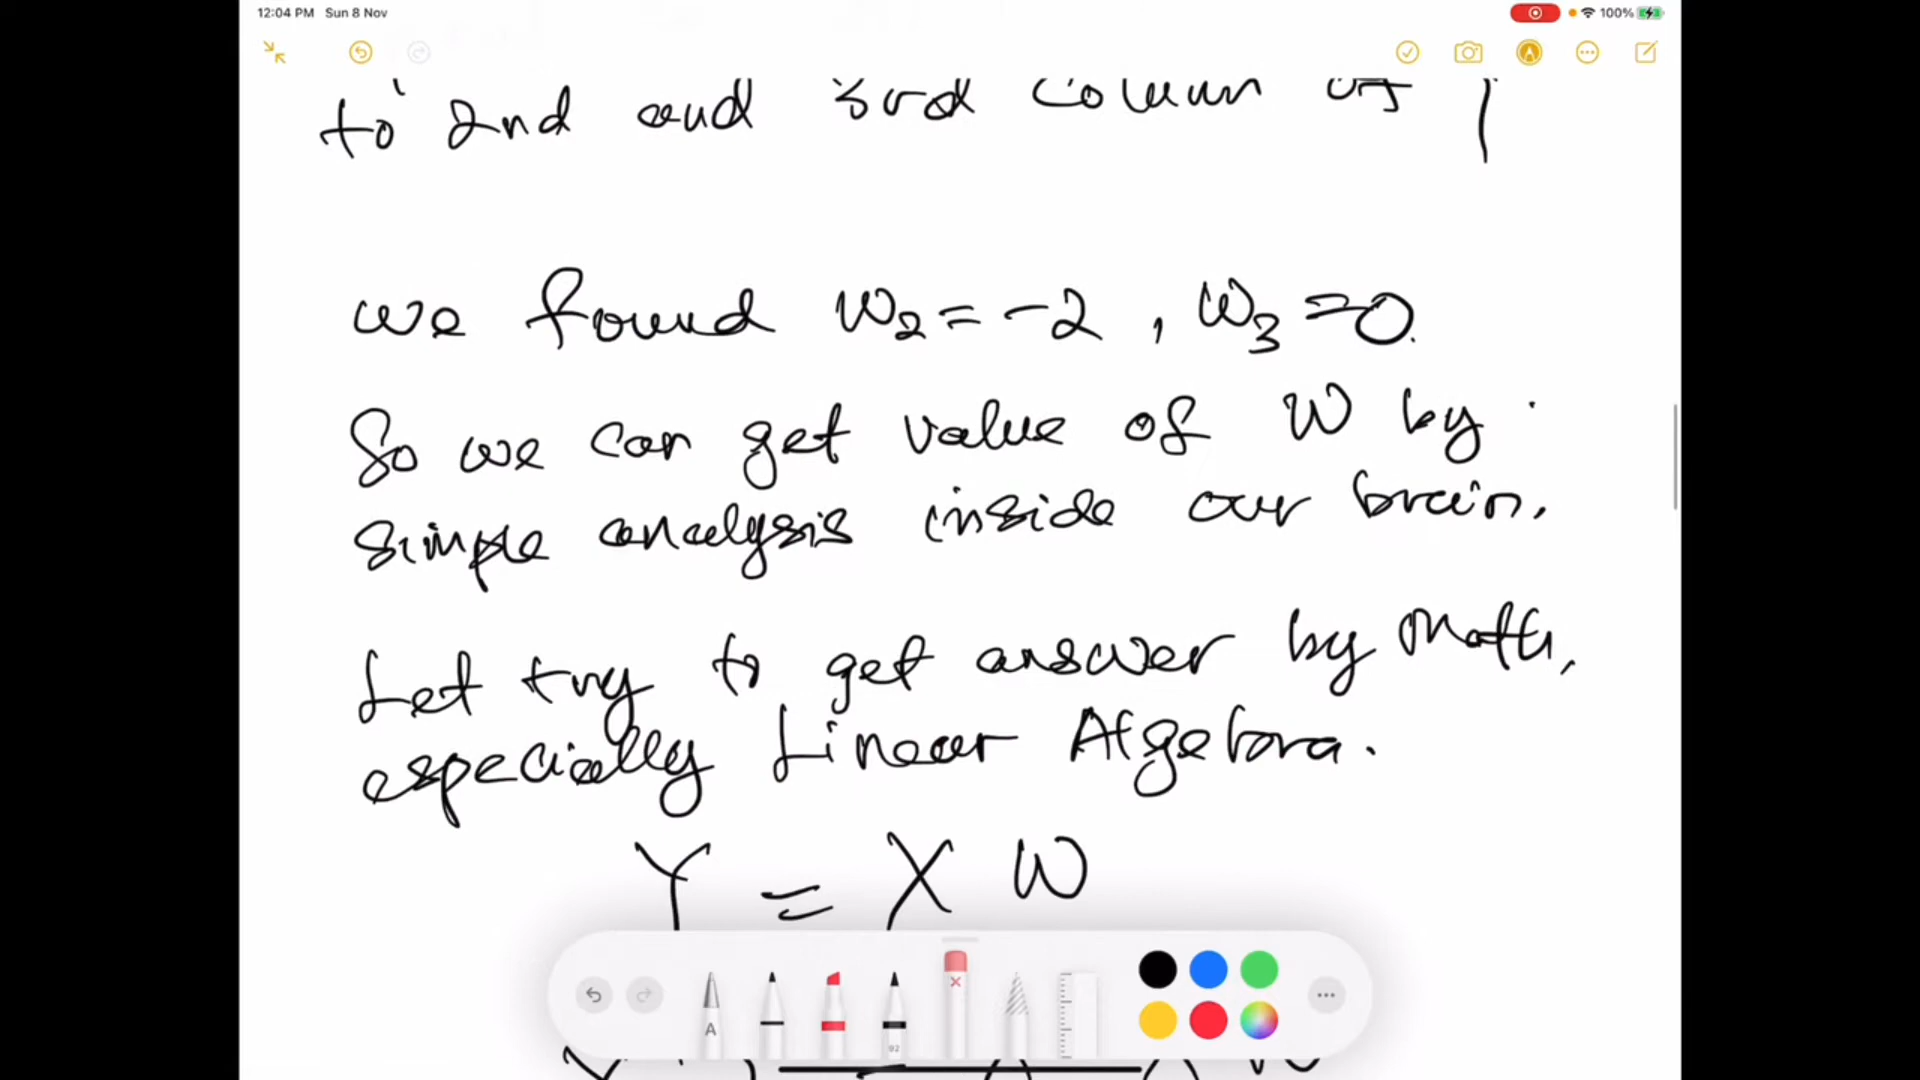 12:04 PM Sun 8 Nov
100%
to 2nd and 3rd column of
we found w2 = -2 , w3 = 0.
So we can get value of W by
simple analysis inside our brain.
Let try to get answer by Math,
especially Linear Algebra.
Y = X W
A
92